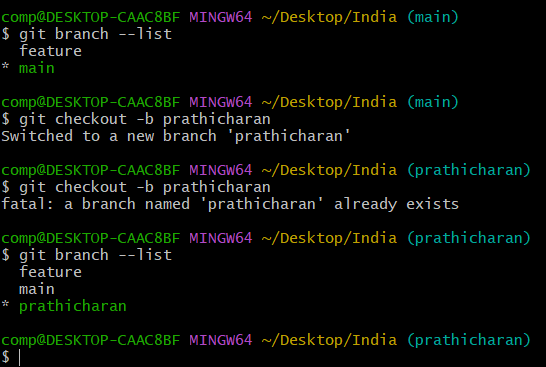 comp@DESKTOP-CAAC8BF MINGW64 ~/Desktop/India (main)
$ git branch --list
  feature
* main

comp@DESKTOP-CAAC8BF MINGW64 ~/Desktop/India (main)
$ git checkout -b prathicharan
Switched to a new branch 'prathicharan'

comp@DESKTOP-CAAC8BF MINGW64 ~/Desktop/India (prathicharan)
$ git checkout -b prathicharan
fatal: a branch named 'prathicharan' already exists

comp@DESKTOP-CAAC8BF MINGW64 ~/Desktop/India (prathicharan)
$ git branch --list
  feature
  main
* prathicharan

comp@DESKTOP-CAAC8BF MINGW64 ~/Desktop/India (prathicharan)
$